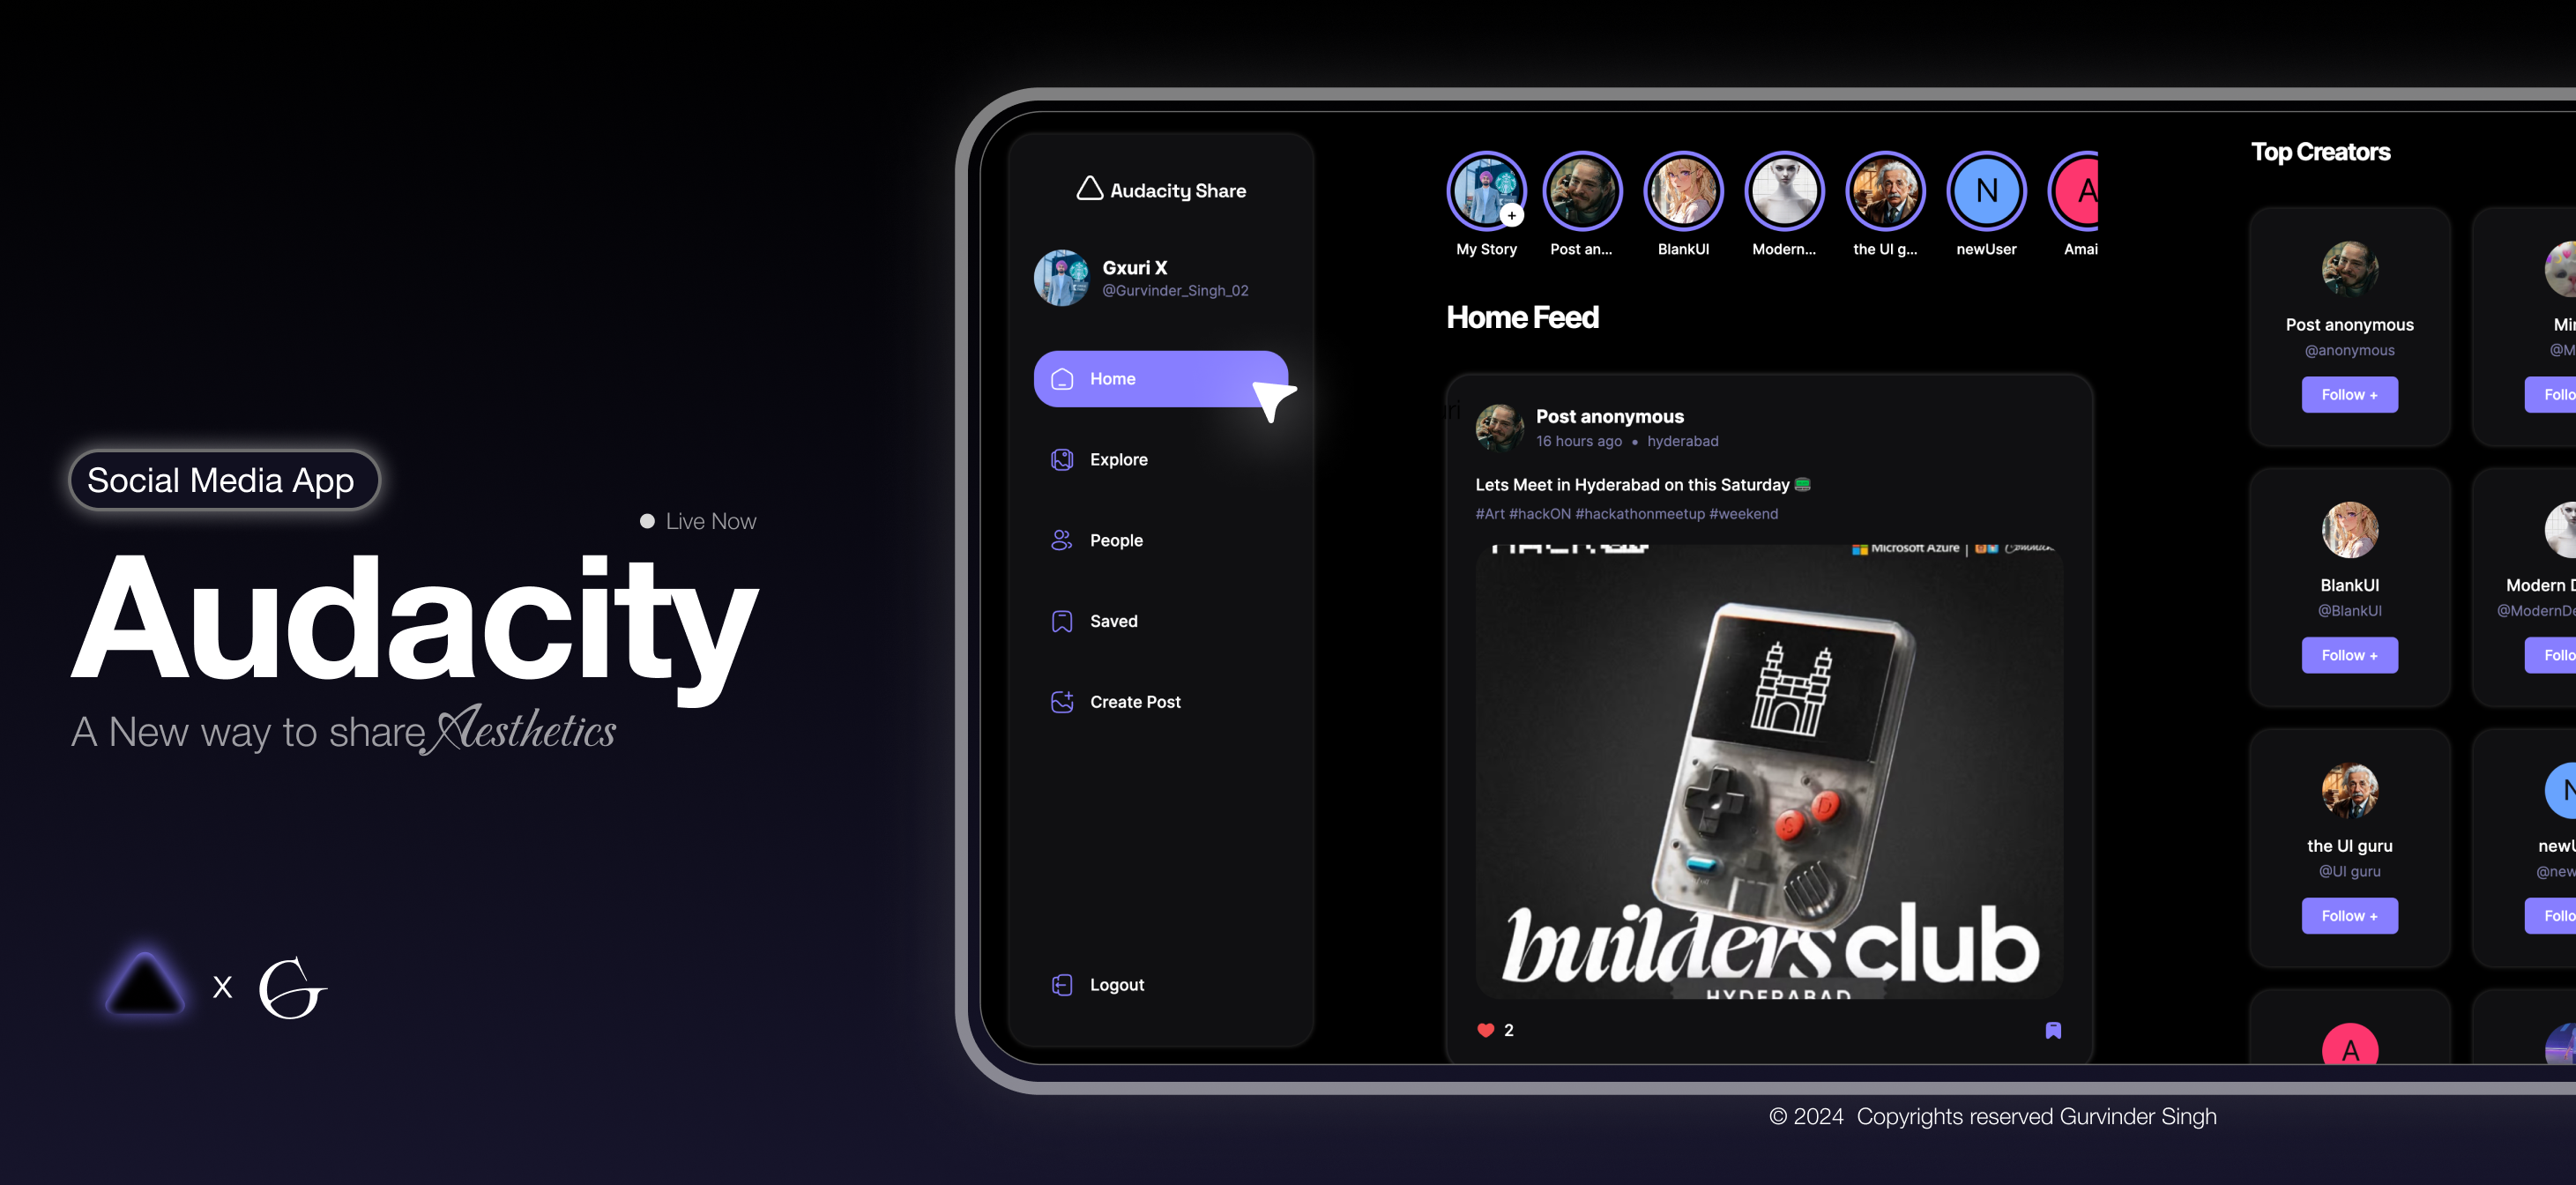 Social Media App
Live Now
Audacity
A New way to share Aesthetics
X G
Audacity Share
Gxuri X
@Gurvinder_Singh_02
Home
Explore
People
Saved
Create Post
Logout
My Story
Post an...
BlankUI
Modern...
the UI g...
N
newUser
A
Amai
Home Feed
Post anonymous
16 hours ago • hyderabad
Lets Meet in Hyderabad on this Saturday
#Art #hackON #hackathonmeetup #weekend
Microsoft Azure |
D
S
builders club
HYDERABAD
2
Top Creators
Post anonymous
@anonymous
Follow +
Mi
@M
Follo
BlankUI
@BlankUI
Follow +
Modern D
@ModernDe
Follo
the UI guru
@UI guru
Follow +
N
newU
@new
Follo
A
© 2024 Copyrights reserved Gurvinder Singh